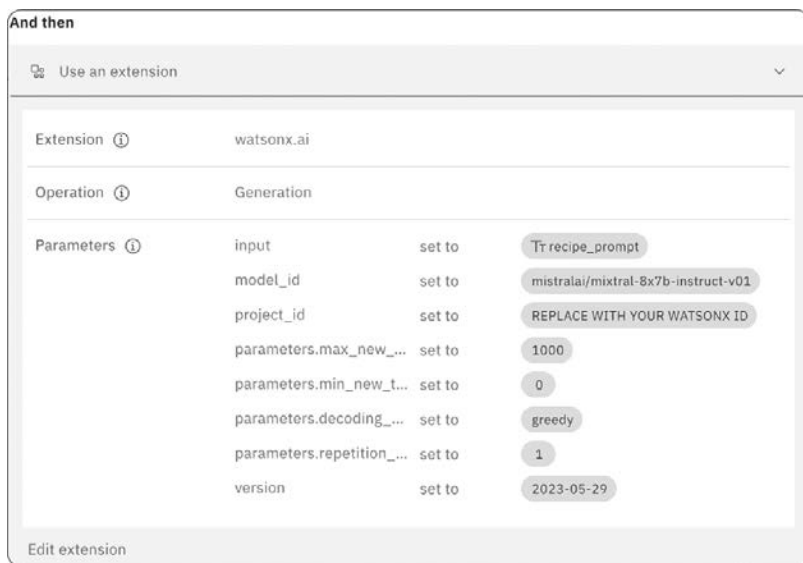 And then
Use an extension
Extension watsonx.ai
Operation Generation
Parameters input set to Tт recipe_prompt
model_id set to mistralai/mixtral-8x7b-instruct-v01
project_id set to REPLACE WITH YOUR WATSONX ID
parameters.max_new_... set to 1000
parameters.min_new_t... set to 0
parameters.decoding_... set to greedy
parameters.repetition_... set to 1
version set to 2023-05-29
Edit extension